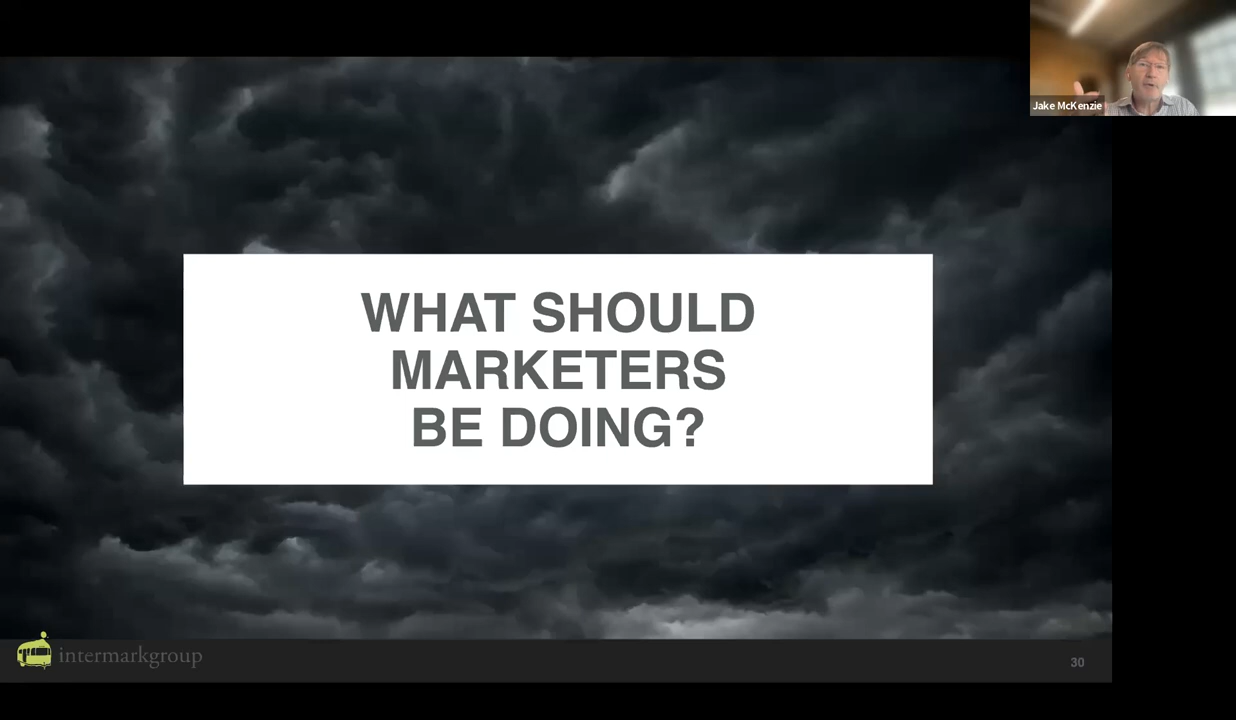 Jake McKenzie
WHAT SHOULD
MARKETERS
BE DOING?
intermarkgroup
30